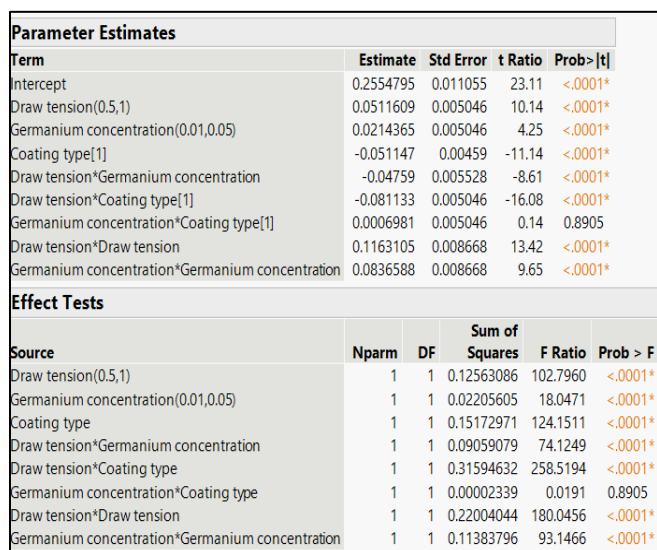 Parameter Estimates
Term Estimate Std Error t Ratio Prob>|t|
Intercept 0.2554795 0.011055 23.11 <.0001*
Draw tension(0.5,1) 0.0511609 0.005046 10.14 <.0001*
Germanium concentration(0.01,0.05) 0.0214365 0.005046 4.25 <.0001*
Coating type[1] -0.051147 0.00459 -11.14 <.0001*
Draw tension*Germanium concentration -0.04759 0.005528 -8.61 <.0001*
Draw tension*Coating type[1] -0.081133 0.005046 -16.08 <.0001*
Germanium concentration*Coating type[1] 0.0006981 0.005046 0.14 0.8905
Draw tension*Draw tension 0.1163105 0.008668 13.42 <.0001*
Germanium concentration*Germanium concentration 0.0836588 0.008668 9.65 <.0001*
Effect Tests
Sum of
Source Nparm DF Squares F Ratio Prob > F
Draw tension(0.5,1) 1 1 0.12563086 102.7960 <.0001*
Germanium concentration(0.01,0.05) 1 1 0.02205605 18.0471 <.0001*
Coating type 1 1 0.15172971 124.1511 <.0001*
Draw tension*Germanium concentration 1 1 0.09059079 74.1249 <.0001*
Draw tension*Coating type 1 1 0.31594632 258.5194 <.0001*
Germanium concentration*Coating type 1 1 0.00002339 0.0191 0.8905
Draw tension*Draw tension 1 1 0.22004044 180.0456 <.0001*
Germanium concentration*Germanium concentration 1 1 0.11383796 93.1466 <.0001*